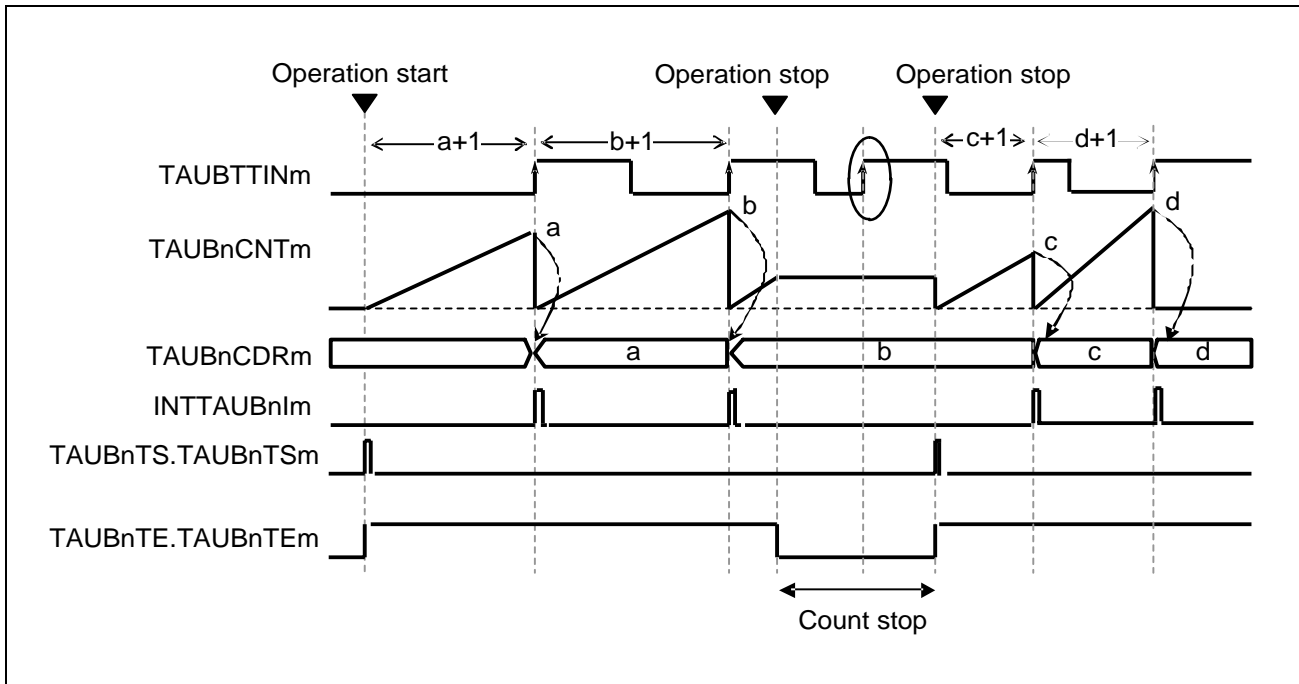 Operation start
Operation stop
Operation stop
a+1
b+1
c+1
d+1
TAUBTTINm
TAUBnCNTm
a
b
c
d
TAUBnCDRm
a
b
c
d
INTTAUBnIm
TAUBnTS.TAUBnTSm
TAUBnTE.TAUBnTEm
Count stop